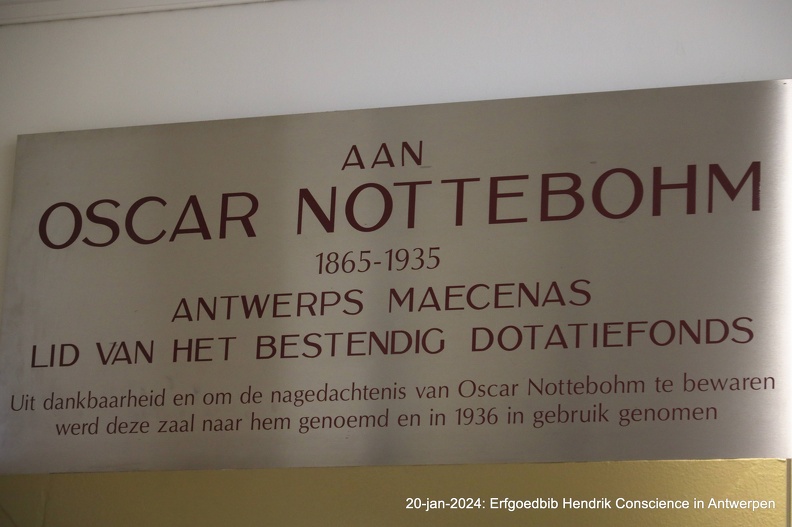 AAN
OSCAR NOTTEBOHM
1865-1935
ANTWERPS MAECENAS
LID VAN HET BESTENDIG DOTATIEFONDS
Uit dankbaarheid en om de nagedachtenis van Oscar Nottebohm te bewaren
werd deze zaal naar hem genoemd en in 1936 in gebruik genomen
20-jan-2024: Erfgoedbib Hendrik Conscience in Antwerpen